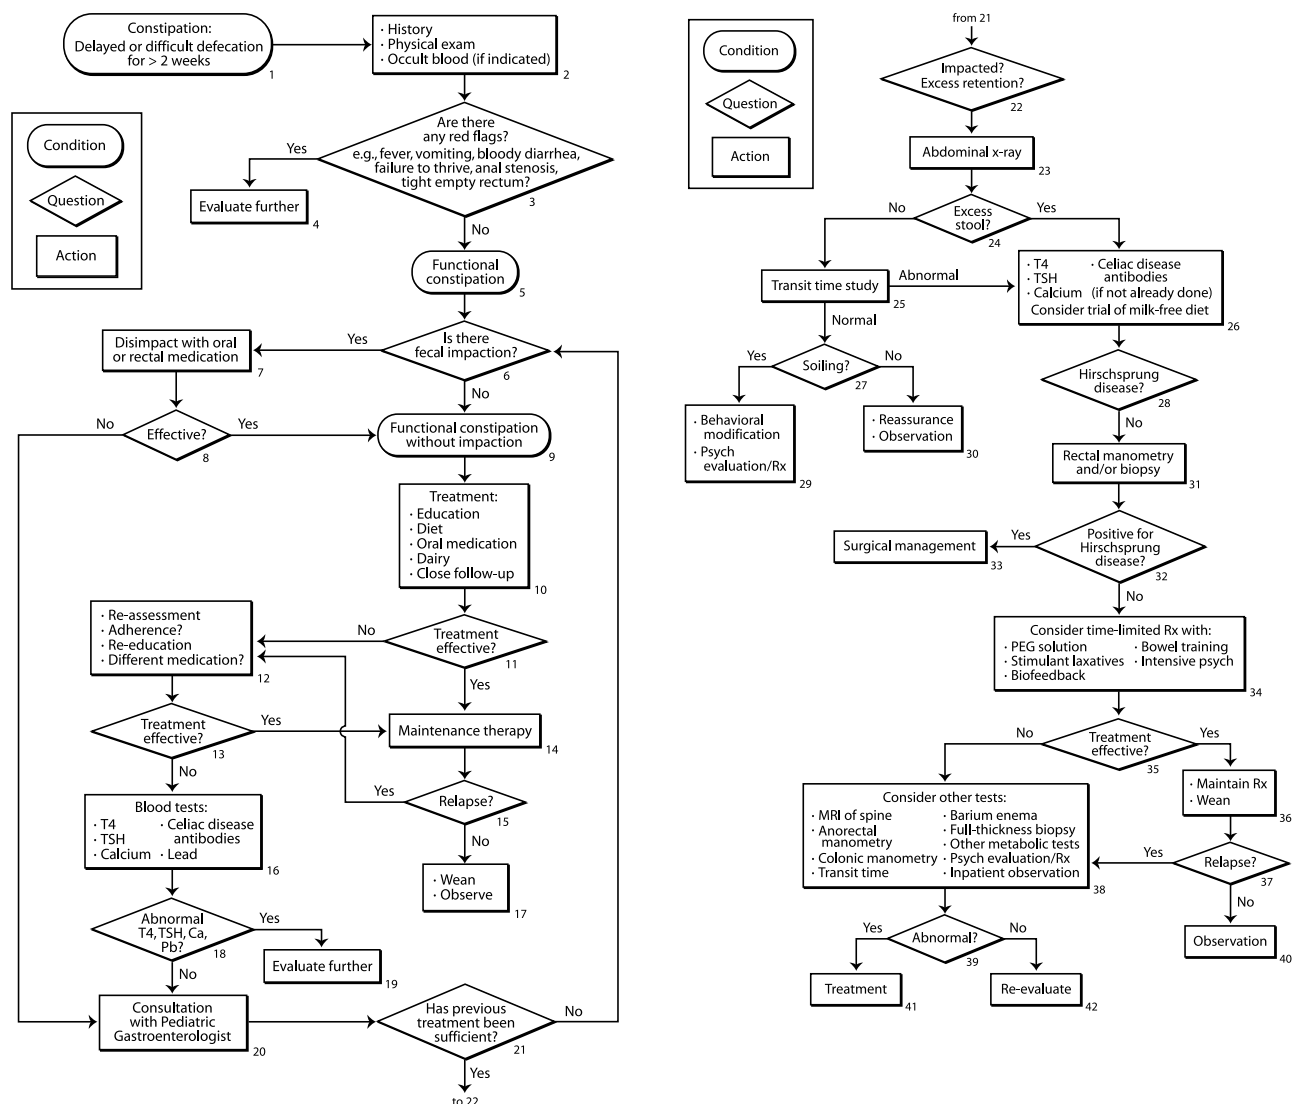 Constipation:
Delayed or difficult defecation
for > 2 weeks
1
· History
· Physical exam
· Occult blood (if indicated)
2
Condition
Question
Action
Are there
any red flags?
e.g., fever, vomiting, bloody diarrhea,
failure to thrive, anal stenosis,
tight empty rectum?
3
Yes
Evaluate further
4
No
Functional
constipation
5
Is there
fecal impaction?
6
Yes
Disimpact with oral
or rectal medication
7
No
Effective?
8
No
Yes
Functional constipation
without impaction
9
Treatment:
· Education
· Diet
· Oral medication
· Dairy
· Close follow-up
10
Treatment
effective?
11
No
· Re-assessment
· Adherence?
· Re-education
· Different medication?
12
Yes
Treatment
effective?
13
Yes
Maintenance therapy
14
No
Relapse?
15
Yes
No
· Wean
· Observe
17
Blood tests:
· T4 · Celiac disease
· TSH antibodies
· Calcium · Lead
16
Abnormal
T4, TSH, Ca,
Pb?
18
Yes
Evaluate further
19
No
Consultation
with Pediatric
Gastroenterologist
20
Has previous
treatment been
sufficient?
21
No
Yes
to 22
Condition
Question
Action
from 21
Impacted?
Excess retention?
22
Abdominal x-ray
23
Excess
stool?
24
No
Yes
Transit time study
25
Abnormal
· T4 · Celiac disease
· TSH antibodies
· Calcium (if not already done)
Consider trial of milk-free diet
26
Normal
Soiling?
27
Yes
No
· Behavioral
modification
· Psych
evaluation/Rx
29
· Reassurance
· Observation
30
Hirschsprung
disease?
28
No
Rectal manometry
and/or biopsy
31
Positive for
Hirschsprung
disease?
32
Yes
Surgical management
33
No
Consider time-limited Rx with:
· PEG solution · Bowel training
· Stimulant laxatives · Intensive psych
· Biofeedback
34
Treatment
effective?
35
No
Yes
· Maintain Rx
· Wean
36
Relapse?
37
Yes
No
Observation
40
Consider other tests:
· MRI of spine · Barium enema
· Anorectal · Full-thickness biopsy
manometry · Other metabolic tests
· Colonic manometry · Psych evaluation/Rx
· Transit time · Inpatient observation
38
Abnormal?
39
Yes
No
Treatment
41
Re-evaluate
42